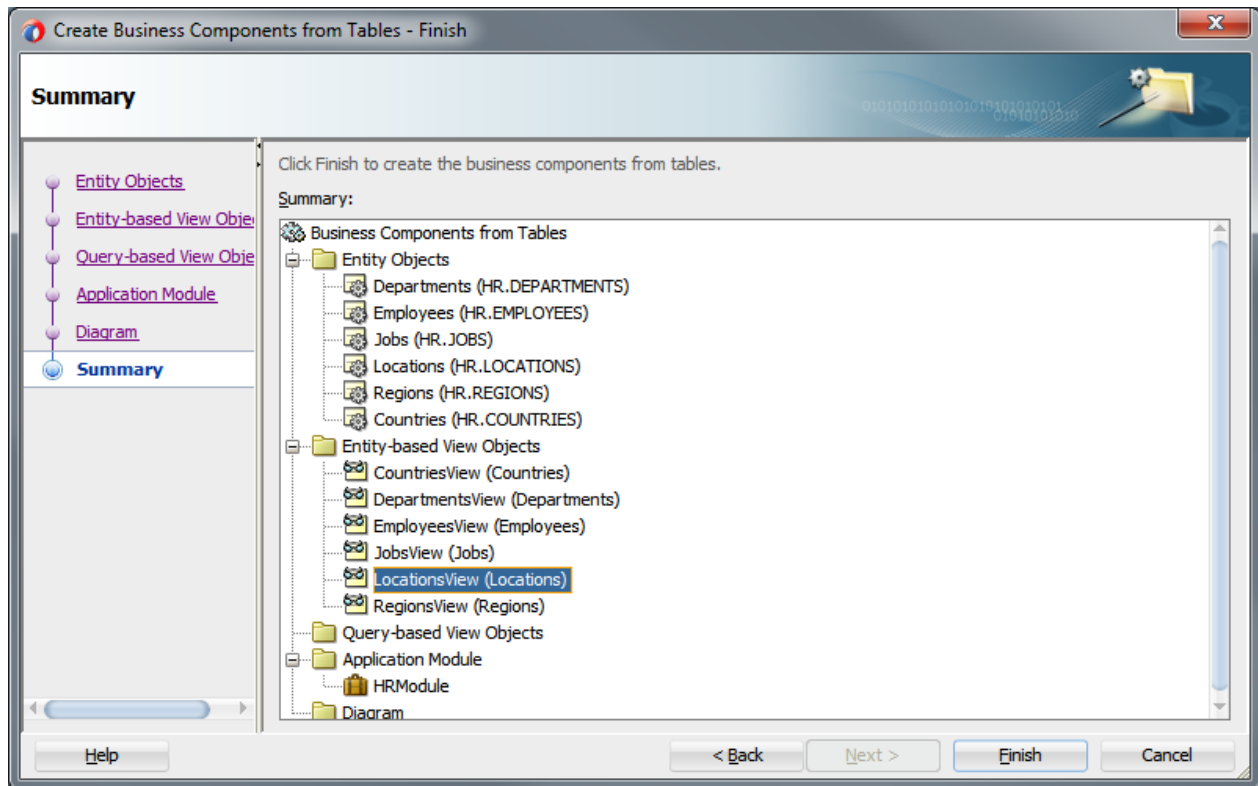 Create Business Components from Tables - Finish
Summary
Entity Objects
Entity-based View Obje
Query-based View Obje
Application Module
Diagram
Summary
Click Finish to create the business components from tables.
Summary:
Business Components from Tables
Entity Objects
Departments (HR.DEPARTMENTS)
Employees (HR.EMPLOYEES)
Jobs (HR.JOBS)
Locations (HR.LOCATIONS)
Regions (HR.REGIONS)
Countries (HR.COUNTRIES)
Entity-based View Objects
CountriesView (Countries)
DepartmentsView (Departments)
EmployeesView (Employees)
JobsView (Jobs)
LocationsView (Locations)
RegionsView (Regions)
Query-based View Objects
Application Module
HRModule
Diagram
Help
< Back
Next >
Finish
Cancel